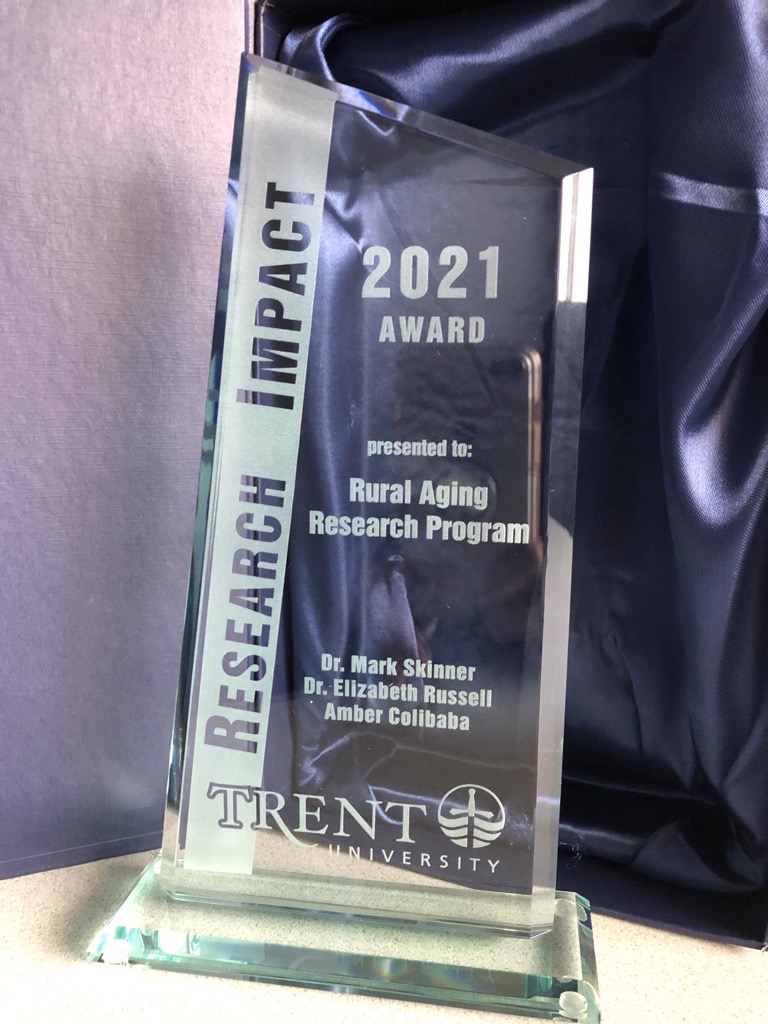 RESEARCH IMPACT
2021
AWARD
presented to:
Rural Aging
Research Program
Dr. Mark Skinner
Dr. Elizabeth Russell
Amber Colibaba
TRENT
UNIVERSITY